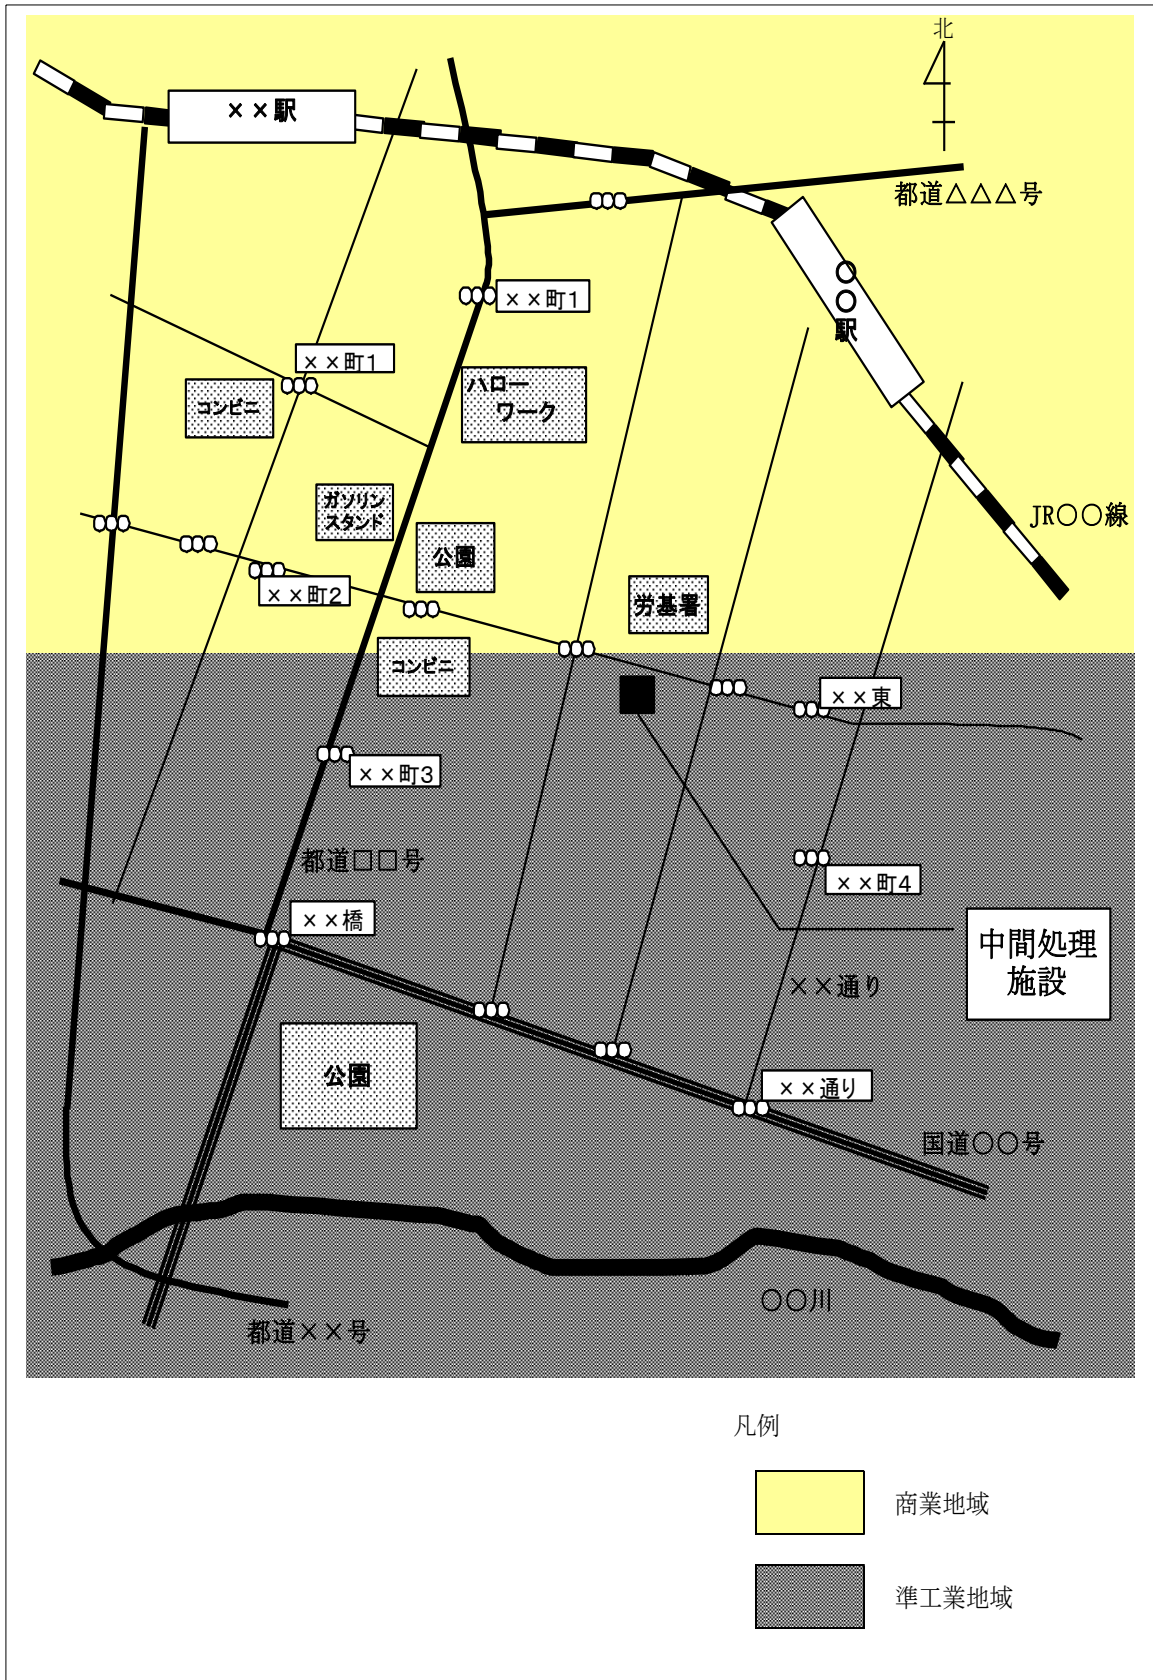 北
××駅
都道△△△号
○
○
駅
××町1
××町1
ハロー
ワーク
コンビニ
ガソリン
スタンド
JR○○線
公園
××町2
労基署
コンビニ
××東
××町3
都道□□号
××町4
××橋
中間処理
施設
××通り
公園
××通り
国道○○号
○○川
都道××号
凡例
商業地域
準工業地域